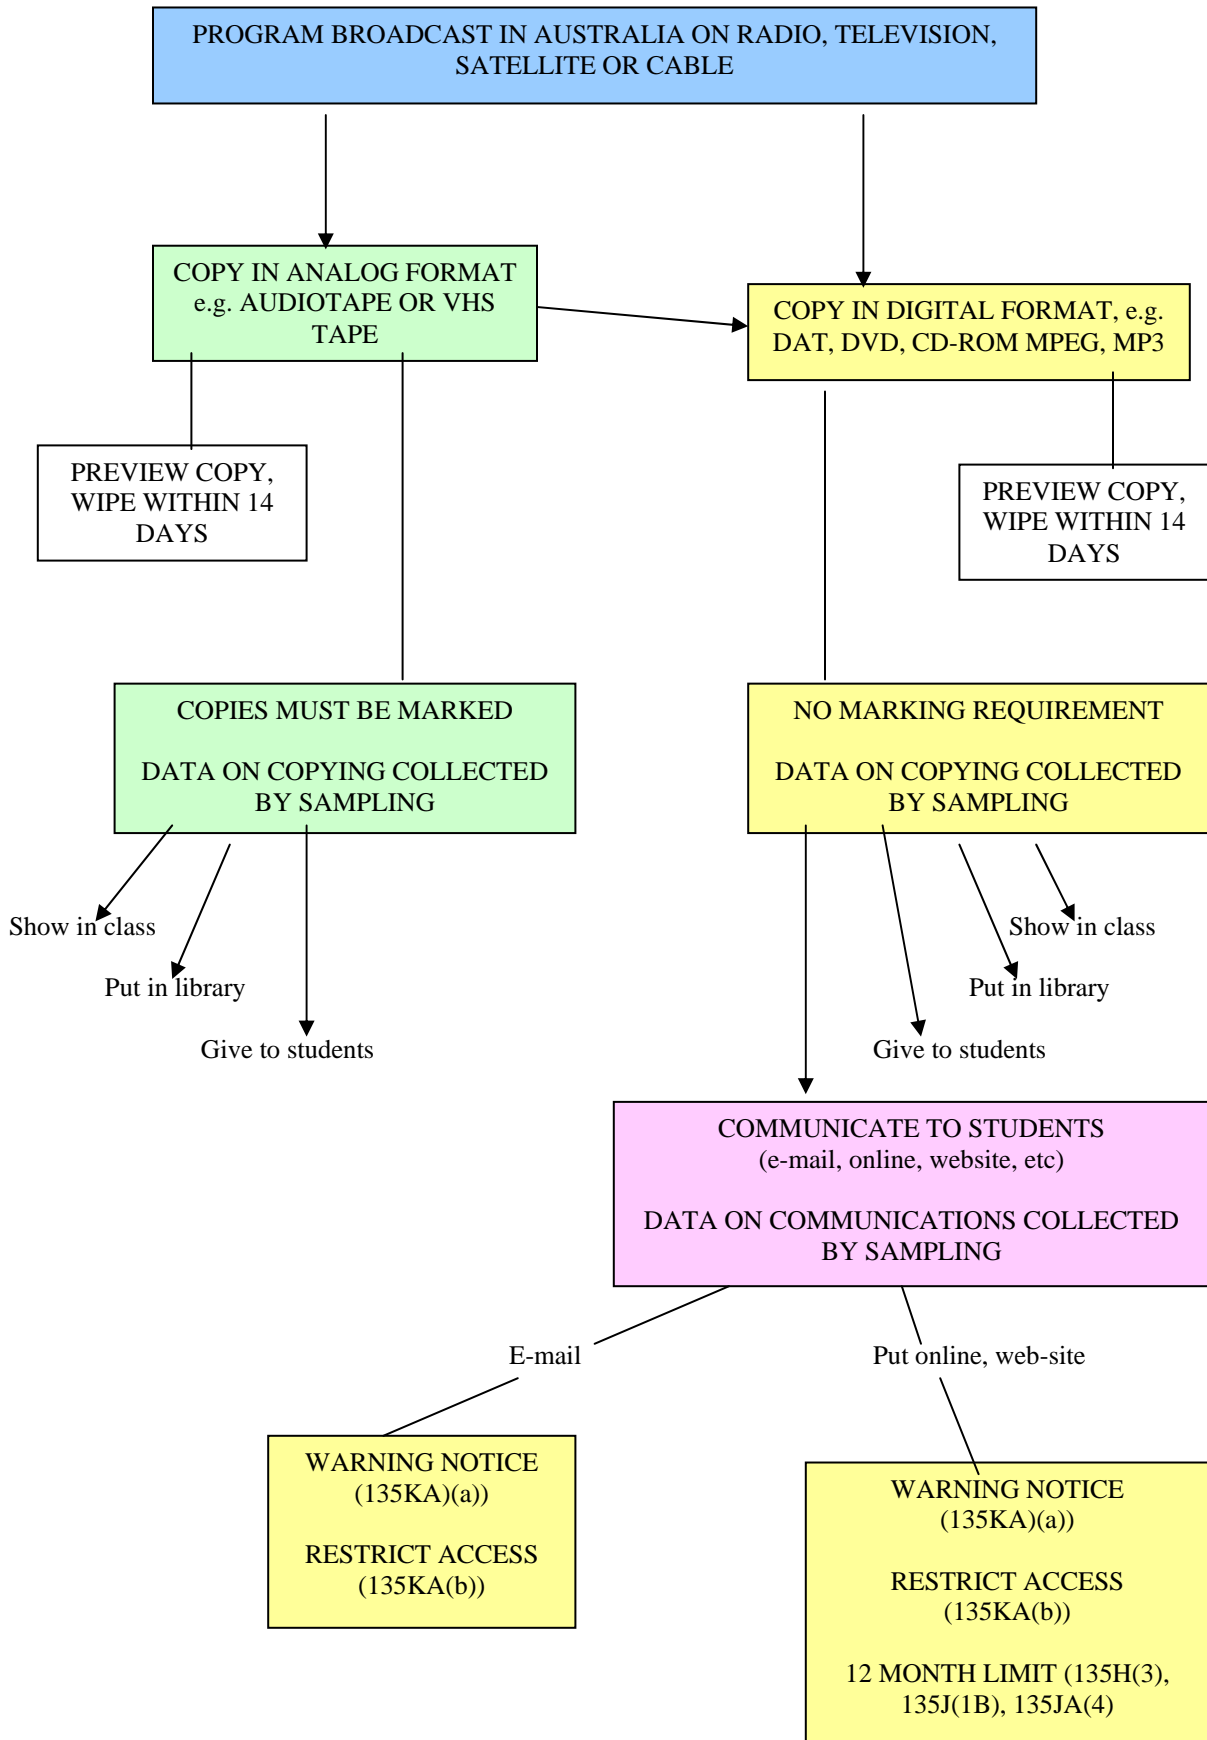 PROGRAM BROADCAST IN AUSTRALIA ON RADIO, TELEVISION,
SATELLITE OR CABLE
COPY IN ANALOG FORMAT
e.g. AUDIOTAPE OR VHS
TAPE
COPY IN DIGITAL FORMAT, e.g.
DAT, DVD, CD-ROM MPEG, MP3
PREVIEW COPY,
WIPE WITHIN 14
DAYS
PREVIEW COPY,
WIPE WITHIN 14
DAYS
COPIES MUST BE MARKED
DATA ON COPYING COLLECTED
BY SAMPLING
NO MARKING REQUIREMENT
DATA ON COPYING COLLECTED
BY SAMPLING
Show in class
Put in library
Give to students
Show in class
Put in library
Give to students
COMMUNICATE TO STUDENTS
(e-mail, online, website, etc)
DATA ON COMMUNICATIONS COLLECTED
BY SAMPLING
E-mail
Put online, web-site
WARNING NOTICE
(135KA)(a))
RESTRICT ACCESS
(135KA(b))
WARNING NOTICE
(135KA)(a))
RESTRICT ACCESS
(135KA(b))
12 MONTH LIMIT (135H(3),
135J(1B), 135JA(4)